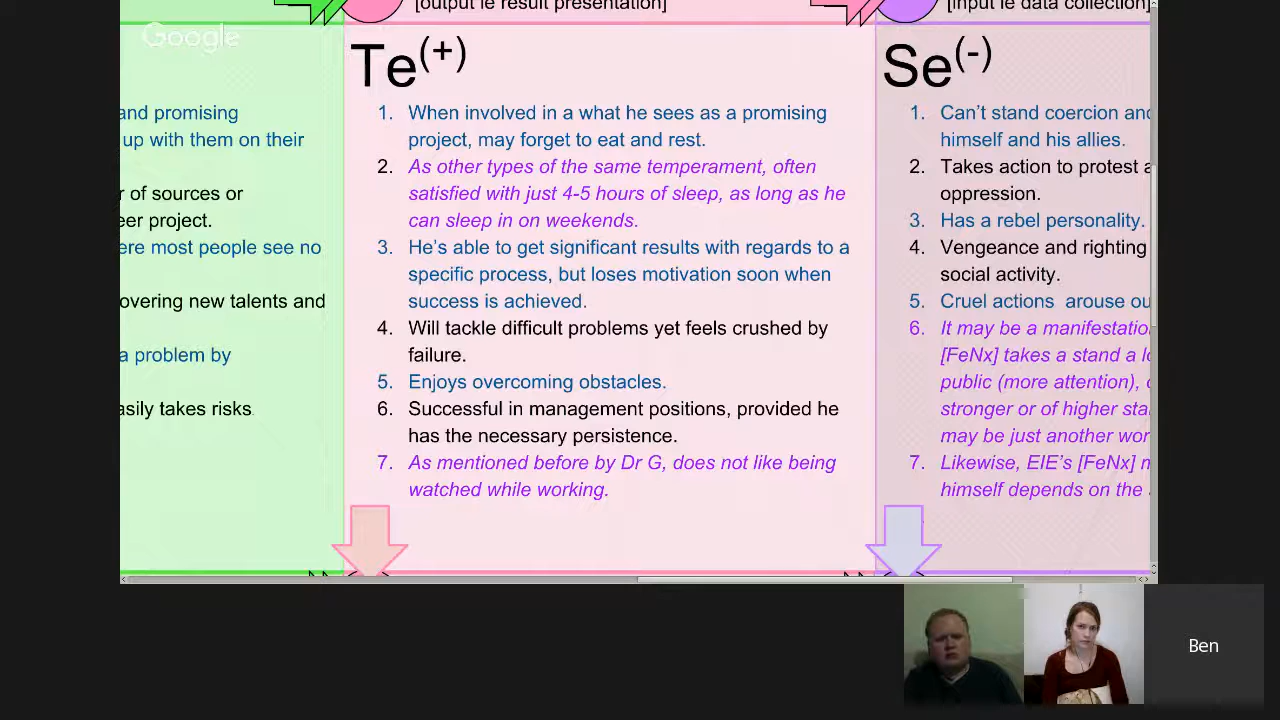 [output ie result presentation]
[input ie data collection]
Google
and promising
up with them on their
r of sources or
eer project.
ere most people see no
overing new talents and
a problem by
asily takes risks
Te(+)
1. When involved in a what he sees as a promising
project, may forget to eat and rest.
2. As other types of the same temperament, often
satisfied with just 4-5 hours of sleep, as long as he
can sleep in on weekends.
3. He's able to get significant results with regards to a
specific process, but loses motivation soon when
success is achieved.
4. Will tackle difficult problems yet feels crushed by
failure.
5. Enjoys overcoming obstacles.
6. Successful in management positions, provided he
has the necessary persistence.
7. As mentioned before by Dr G, does not like being
watched while working.
Se(-)
1. Can't stand coercion and
himself and his allies.
2. Takes action to protest a
oppression.
3. Has a rebel personality.
4. Vengeance and righting
social activity.
5. Cruel actions arouse ou
6. It may be a manifestatio
[FeNx] takes a stand a l
public (more attention),
stronger or of higher sta
may be just another wor
7. Likewise, EIE's [FeNx]
himself depends on the
Ben